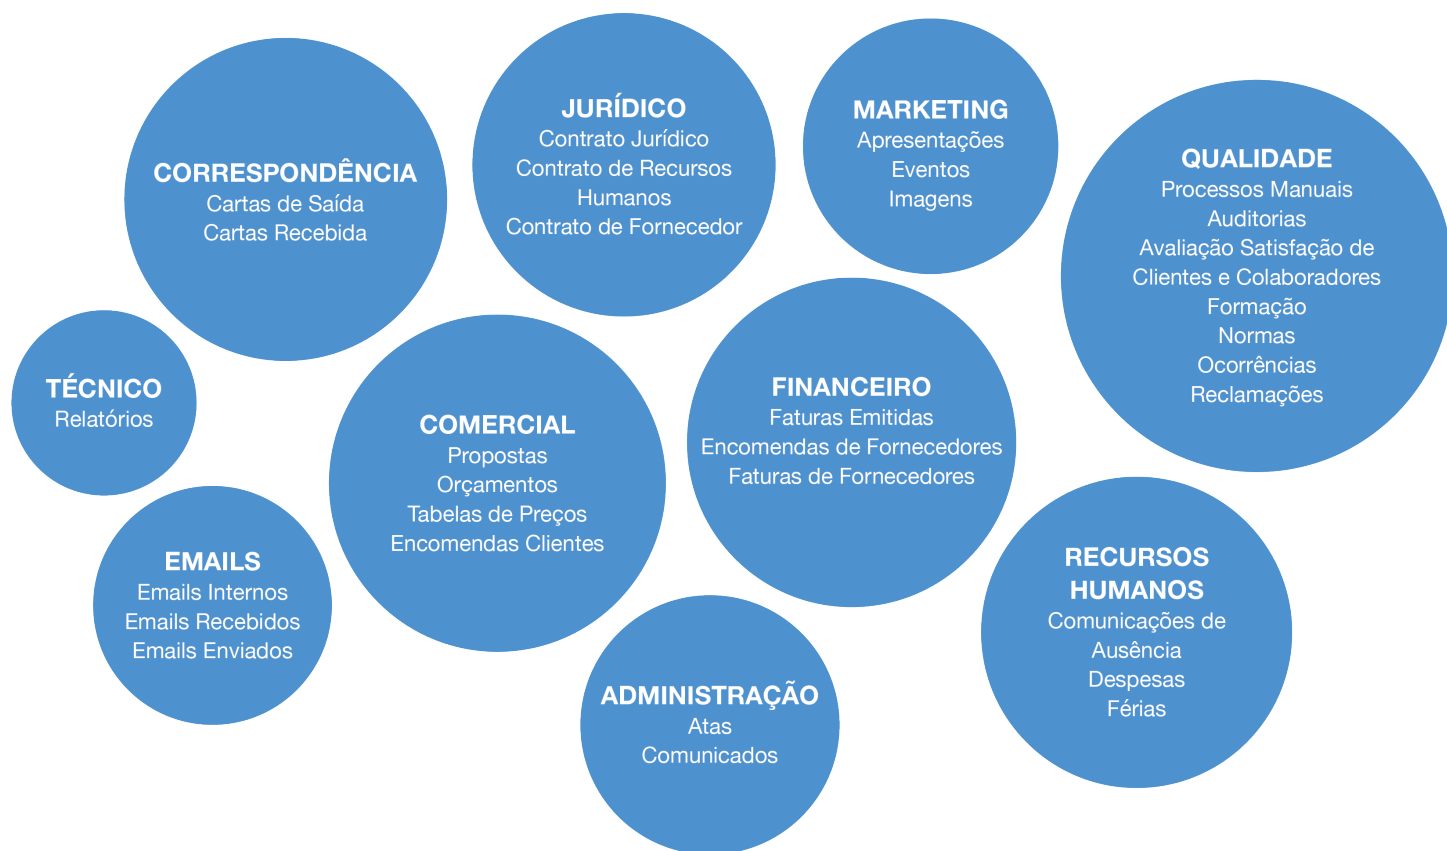 CORRESPONDÊNCIA
Cartas de Saída
Cartas Recebida
JURÍDICO
Contrato Jurídico
Contrato de Recursos
Humanos
Contrato de Fornecedor
MARKETING
Apresentações
Eventos
Imagens
QUALIDADE
Processos Manuais
Auditorias
Avaliação Satisfação de
Clientes e Colaboradores
Formação
Normas
Ocorrências
Reclamações
TÉCNICO
Relatórios
COMERCIAL
Propostas
Orçamentos
Tabelas de Preços
Encomendas Clientes
FINANCEIRO
Faturas Emitidas
Encomendas de Fornecedores
Faturas de Fornecedores
EMAILS
Emails Internos
Emails Recebidos
Emails Enviados
ADMINISTRAÇÃO
Atas
Comunicados
RECURSOS
HUMANOS
Comunicações de
Ausência
Despesas
Férias